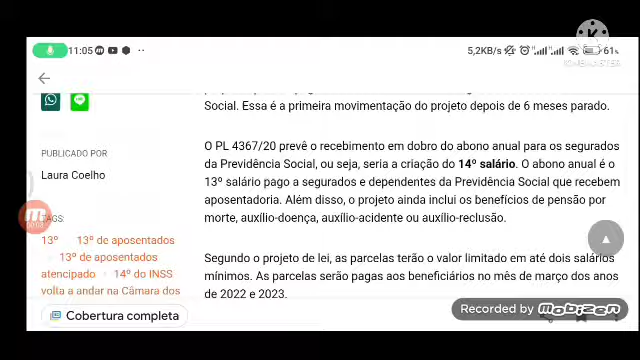 11:05
5,2KB/s
61%
Social. Essa é a primeira movimentação do projeto depois de 6 meses parado.
PUBLICADO POR
Laura Coelho
TAGS:
13º 13º de aposentados
13º de aposentados
atencipado 14º do INSS
volta a andar na Câmara dos
Cobertura completa
O PL 4367/20 prevê o recebimento em dobro do abono anual para os segurados
da Previdência Social, ou seja, seria a criação do 14º salário. O abono anual é o
13º salário pago a segurados e dependentes da Previdência Social que recebem
aposentadoria. Além disso, o projeto ainda inclui os benefícios de pensão por
morte, auxílio-doença, auxílio-acidente ou auxílio-reclusão.
Segundo o projeto de lei, as parcelas terão o valor limitado em até dois salários
mínimos. As parcelas serão pagas aos beneficiários no mês de março dos anos
de 2022 e 2023.
Recorded by Mobizen